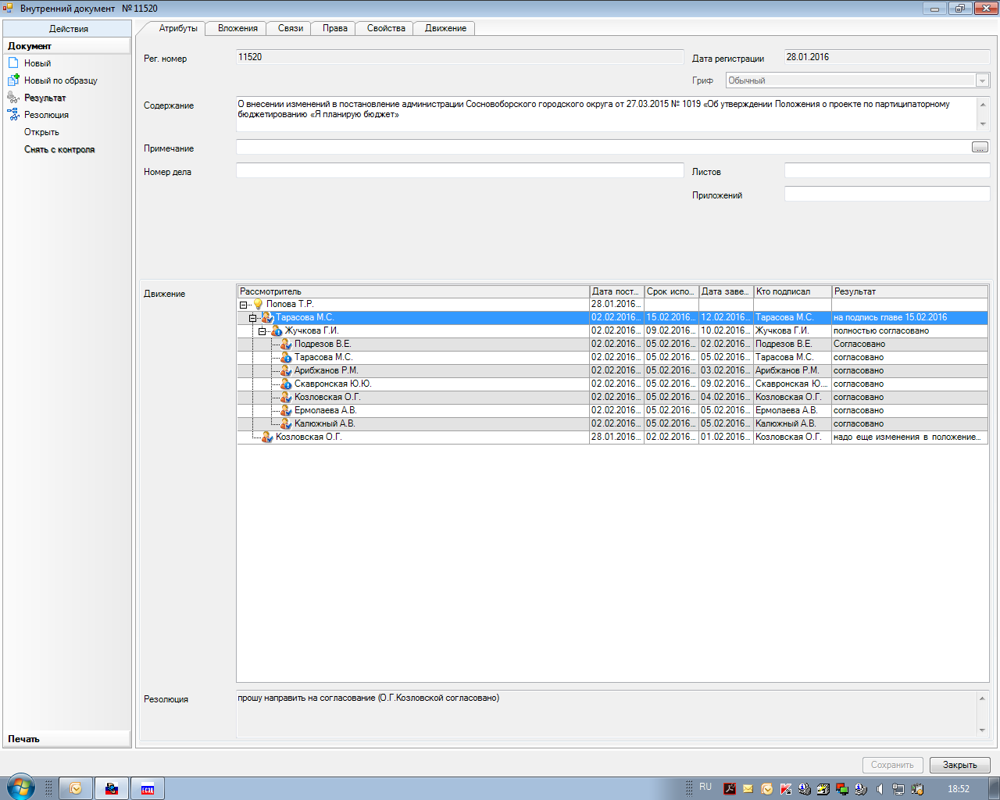 Внутренний документ № 11520
Действия
Документ
Новый
Новый по образцу
Результат
Резолюция
Открыть
Снять с контроля
Печать
Атрибуты Вложения Связи Права Свойства Движение
Рег. номер 11520 Дата регистрации 28.01.2016
Гриф Обычный
Содержание О внесении изменений в постановление администрации Сосновоборского городского округа от 27.03.2015 № 1019 «Об утверждении Положения о проекте по партиципаторному
бюджетированию «Я планирую бюджет»
Примечание ...
Номер дела Листов
Приложений
Движение
Рассмотритель Дата пост... Срок испо... Дата заве... Кто подписал Результат
Попова Т.Р. 28.01.2016...
Тарасова М.С. 02.02.2016... 15.02.2016... 12.02.2016... Тарасова М.С. на подпись главе 15.02.2016
Жучкова Г.И. 02.02.2016... 09.02.2016... 10.02.2016... Жучкова Г.И. полностью согласовано
Подрезов В.Е. 02.02.2016... 05.02.2016... 02.02.2016... Подрезов В.Е. Согласовано
Тарасова М.С. 02.02.2016... 05.02.2016... 05.02.2016... Тарасова М.С. согласовано
Арибжанов Р.М. 02.02.2016... 05.02.2016... 03.02.2016... Арибжанов Р.М. согласовано
Скавронская Ю.Ю. 02.02.2016... 05.02.2016... 09.02.2016... Скавронская Ю.... согласовано
Козловская О.Г. 02.02.2016... 05.02.2016... 04.02.2016... Козловская О.Г. согласовано
Ермолаева А.В. 02.02.2016... 05.02.2016... 05.02.2016... Ермолаева А.В. согласовано
Калюжный А.В. 02.02.2016... 05.02.2016... 05.02.2016... Калюжный А.В. согласовано
Козловская О.Г. 28.01.2016... 02.02.2016... 01.02.2016... Козловская О.Г. надо еще изменения в положение...
Резолюция прошу направить на согласование (О.Г.Козловской согласовано)
Сохранить Закрыть
RU 18:52